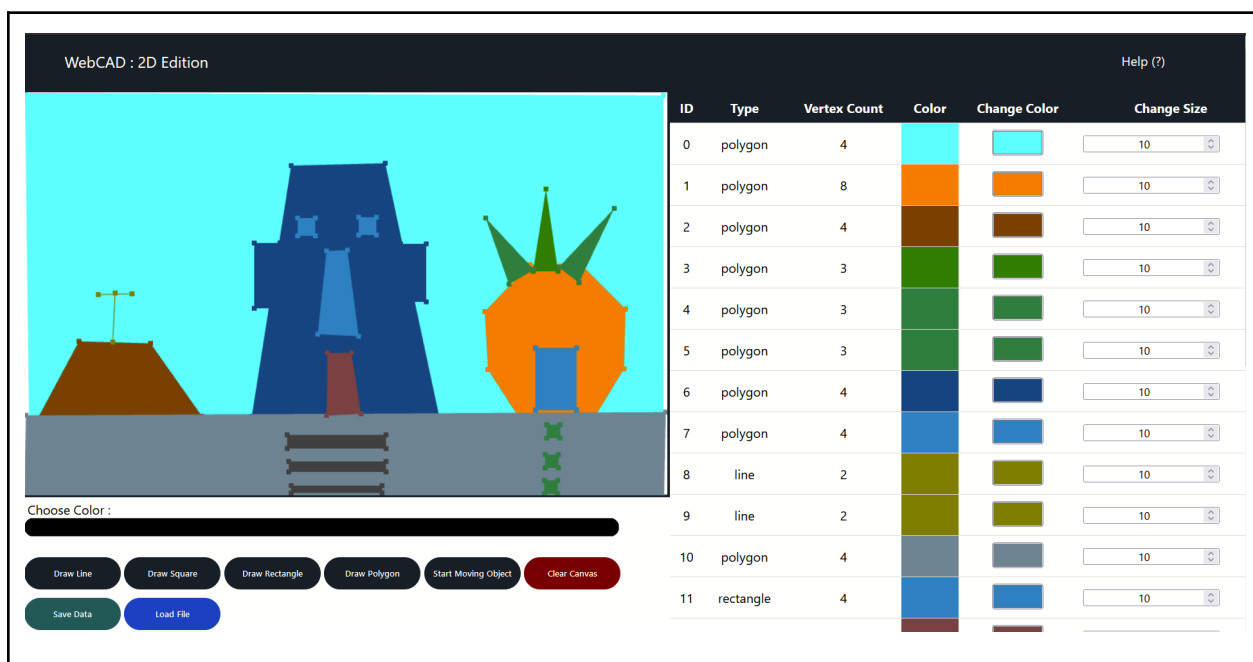 WebCAD : 2D Edition Help (?)
ID Type Vertex Count Color Change Color Change Size
0 polygon 4 10
1 polygon 8 10
2 polygon 4 10
3 polygon 3 10
4 polygon 3 10
5 polygon 3 10
6 polygon 4 10
7 polygon 4 10
8 line 2 10
9 line 2 10
10 polygon 4 10
11 rectangle 4 10
Choose Color :
Draw Line Draw Square Draw Rectangle Draw Polygon Start Moving Object Clear Canvas
Save Data Load File